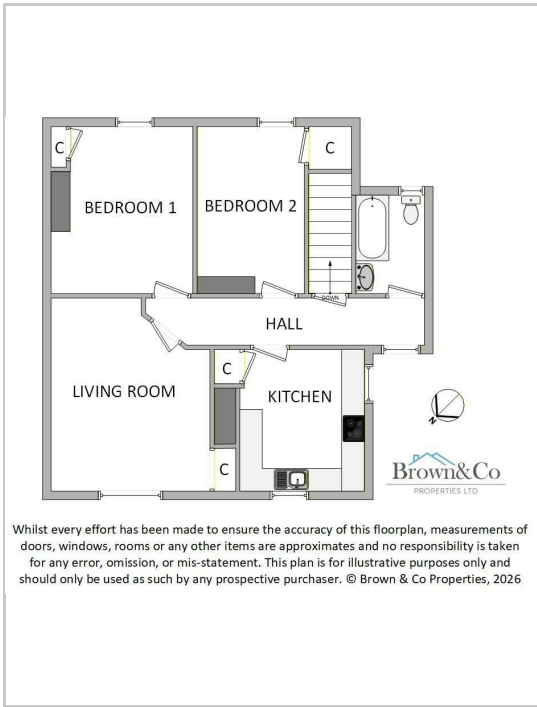 C
C
BEDROOM 1
BEDROOM 2
DOWN
HALL
C
LIVING ROOM
KITCHEN
C
N
Brown&Co
PROPERTIES LTD
Whilst every effort has been made to ensure the accuracy of this floorplan, measurements of
doors, windows, rooms or any other items are approximates and no responsibility is taken
for any error, omission, or mis-statement. This plan is for illustrative purposes only and
should only be used as such by any prospective purchaser. © Brown & Co Properties, 2026